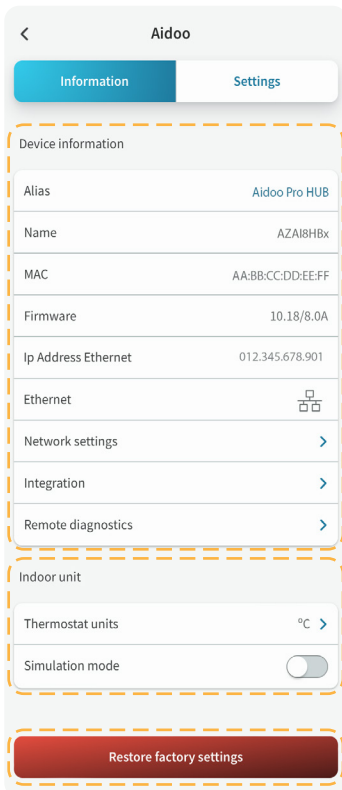 Aidoo
Information Settings
Device information
Alias Aidoo Pro HUB
Name AZAI8HBx
MAC AA:BB:CC:DD:EE:FF
Firmware 10.18/8.0A
Ip Address Ethernet 012.345.678.901
Ethernet
Network settings
Integration
Remote diagnostics
Indoor unit
Thermostat units ºC
Simulation mode
Restore factory settings